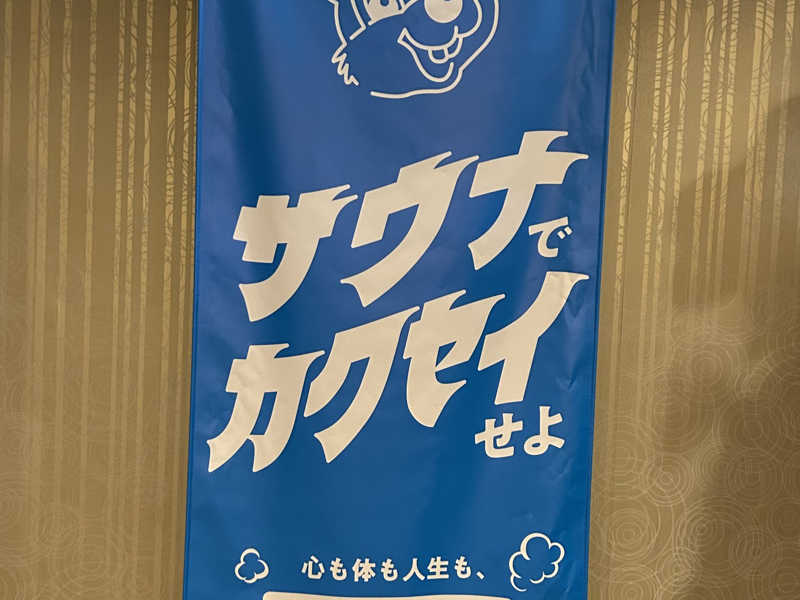 サウナで
カクセイせよ
心も体も人生も、